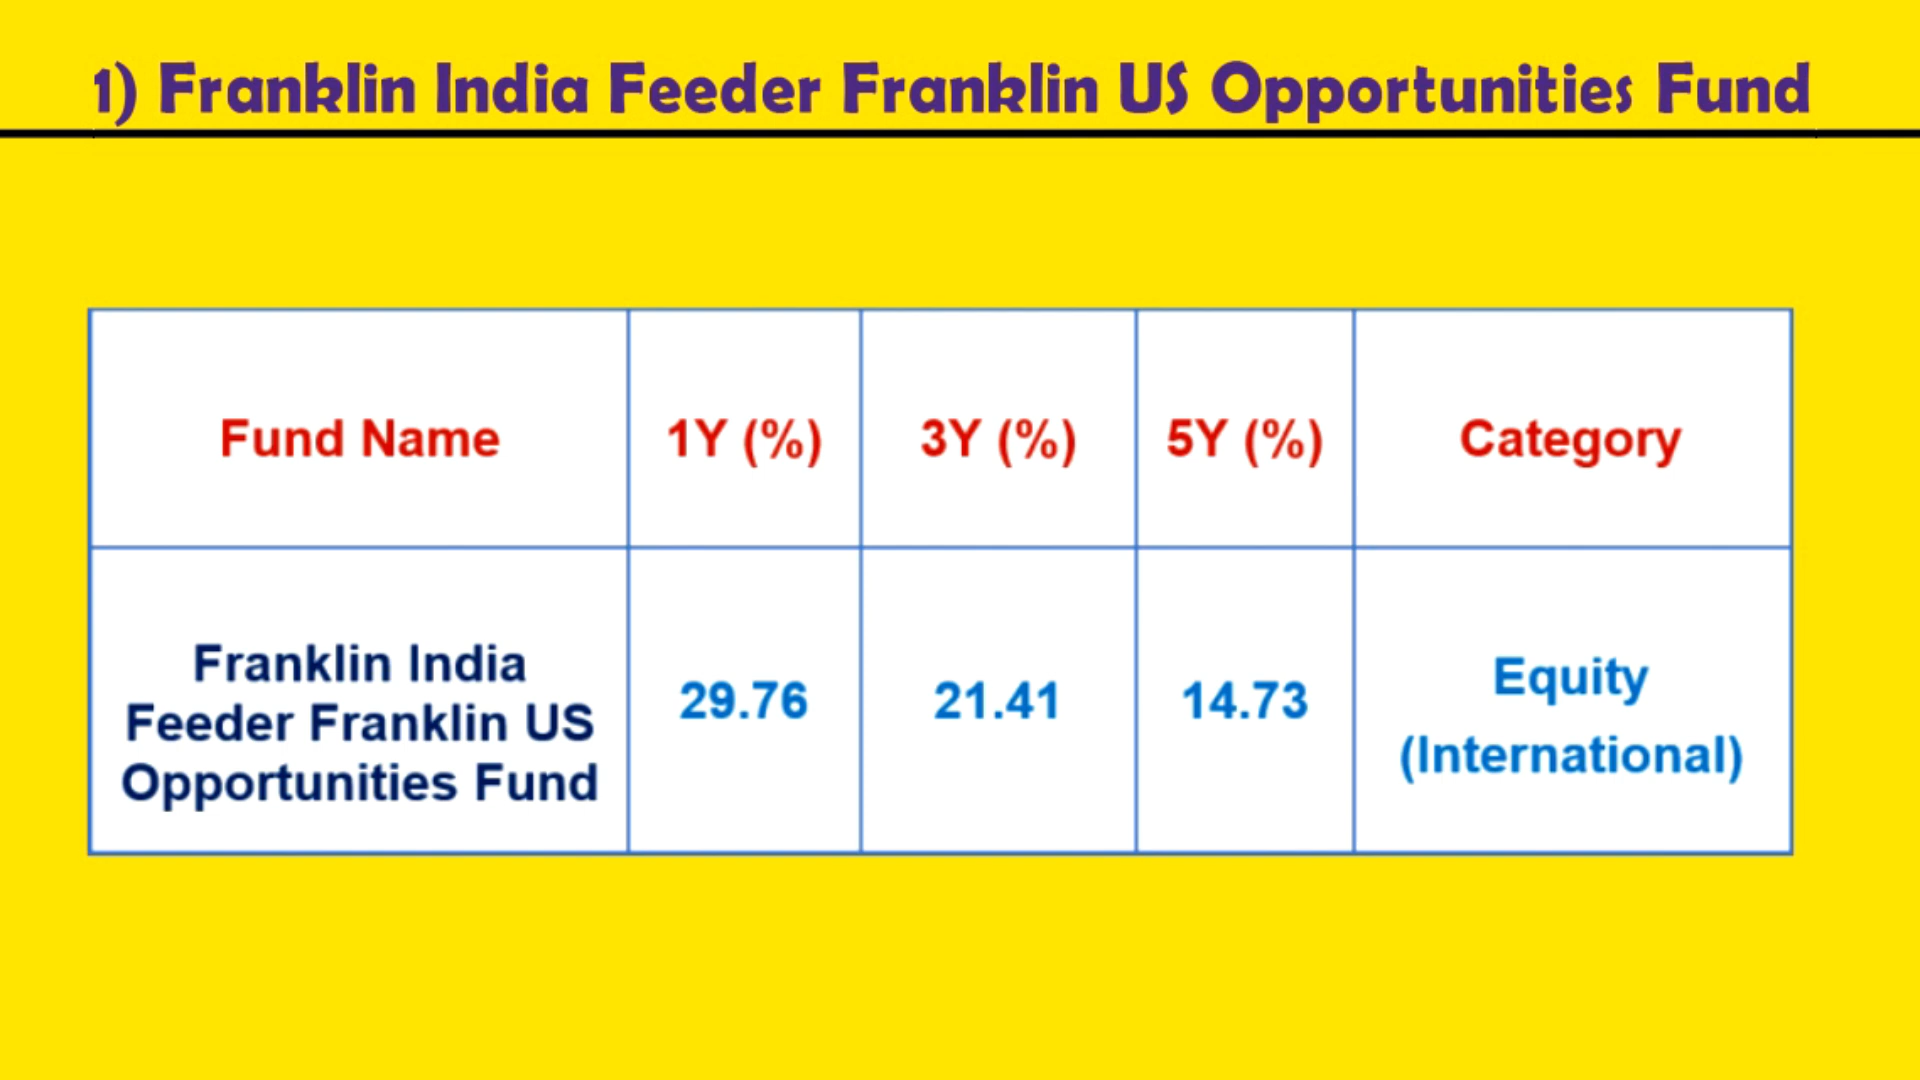 1) Franklin India Feeder Franklin US Opportunities Fund
Fund Name
1Y (%)
3Y (%)
5Y (%)
Category
Franklin India
Feeder Franklin US
Opportunities Fund
29.76
21.41
14.73
Equity
(International)